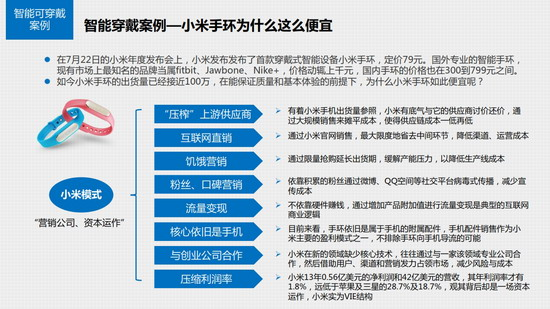 智能可穿戴
案例
智能穿戴案例—小米手环为什么这么便宜
在7月22日的小米年度发布会上，小米发布发布了首款穿戴式智能设备小米手环，定价79元。国外专业的智能手环，
现有市场上最知名的品牌当属fitbit、Jawbone、Nike+，价格动辄上千元，国内手环的价格也在300到799元之间。
如今小米手环的出货量已经接近100万，在能保证质量和基本体验的前提下，为什么小米手环如此便宜呢？
小米模式
“营销公司、资本运作”
“压榨”上游供应商
有着小米手机出货量参照，小米有底气与它的供应商讨价还价，通
过大规模销售来摊平成本，使得供应链成本一低再低
互联网直销
通过小米官网销售，最大限度地省去中间环节，降低渠道、运营成本
饥饿营销
通过限量抢购延长出货期，缓解产能压力，以降低生产线成本
粉丝、口碑营销
依靠积累的粉丝通过微博、QQ空间等社交平台病毒式传播，减少宣
传成本
流量变现
不依靠硬件赚钱，通过增加产品附加值进行流量变现是典型的互联网
商业逻辑
核心依旧是手机
目前来看，手环依旧是属于手机的附属配件，手机配件销售作为小
米主要的盈利模式之一，不排除手环向手机导流的可能
与创业公司合作
小米在新的领域缺少核心技术，往往通过与一家该领域专业公司合
作，然后借助用户、渠道和营销发力占领市场，减少风险与成本
压缩利润率
小米13年0.56亿美元的净利润和42亿美元的营收，其年利润率才有
1.8%，远低于苹果及三星的28.7%及18.7%，观其背后却是一场资本
运作，小米实为VIE结构